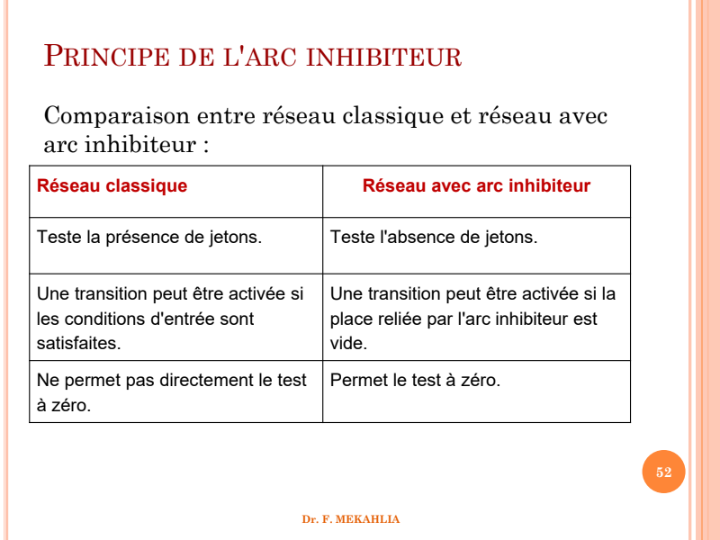 PRINCIPE DE L'ARC INHIBITEUR
Comparaison entre réseau classique et réseau avec
arc inhibiteur :
Réseau classique
Réseau avec arc inhibiteur
Teste la présence de jetons.
Teste l'absence de jetons.
Une transition peut être activée si
les conditions d'entrée sont
satisfaites.
Une transition peut être activée si la
place reliée par l'arc inhibiteur est
vide.
Ne permet pas directement le test
à zéro.
Permet le test à zéro.
52
Dr. F. MEKAHLIA